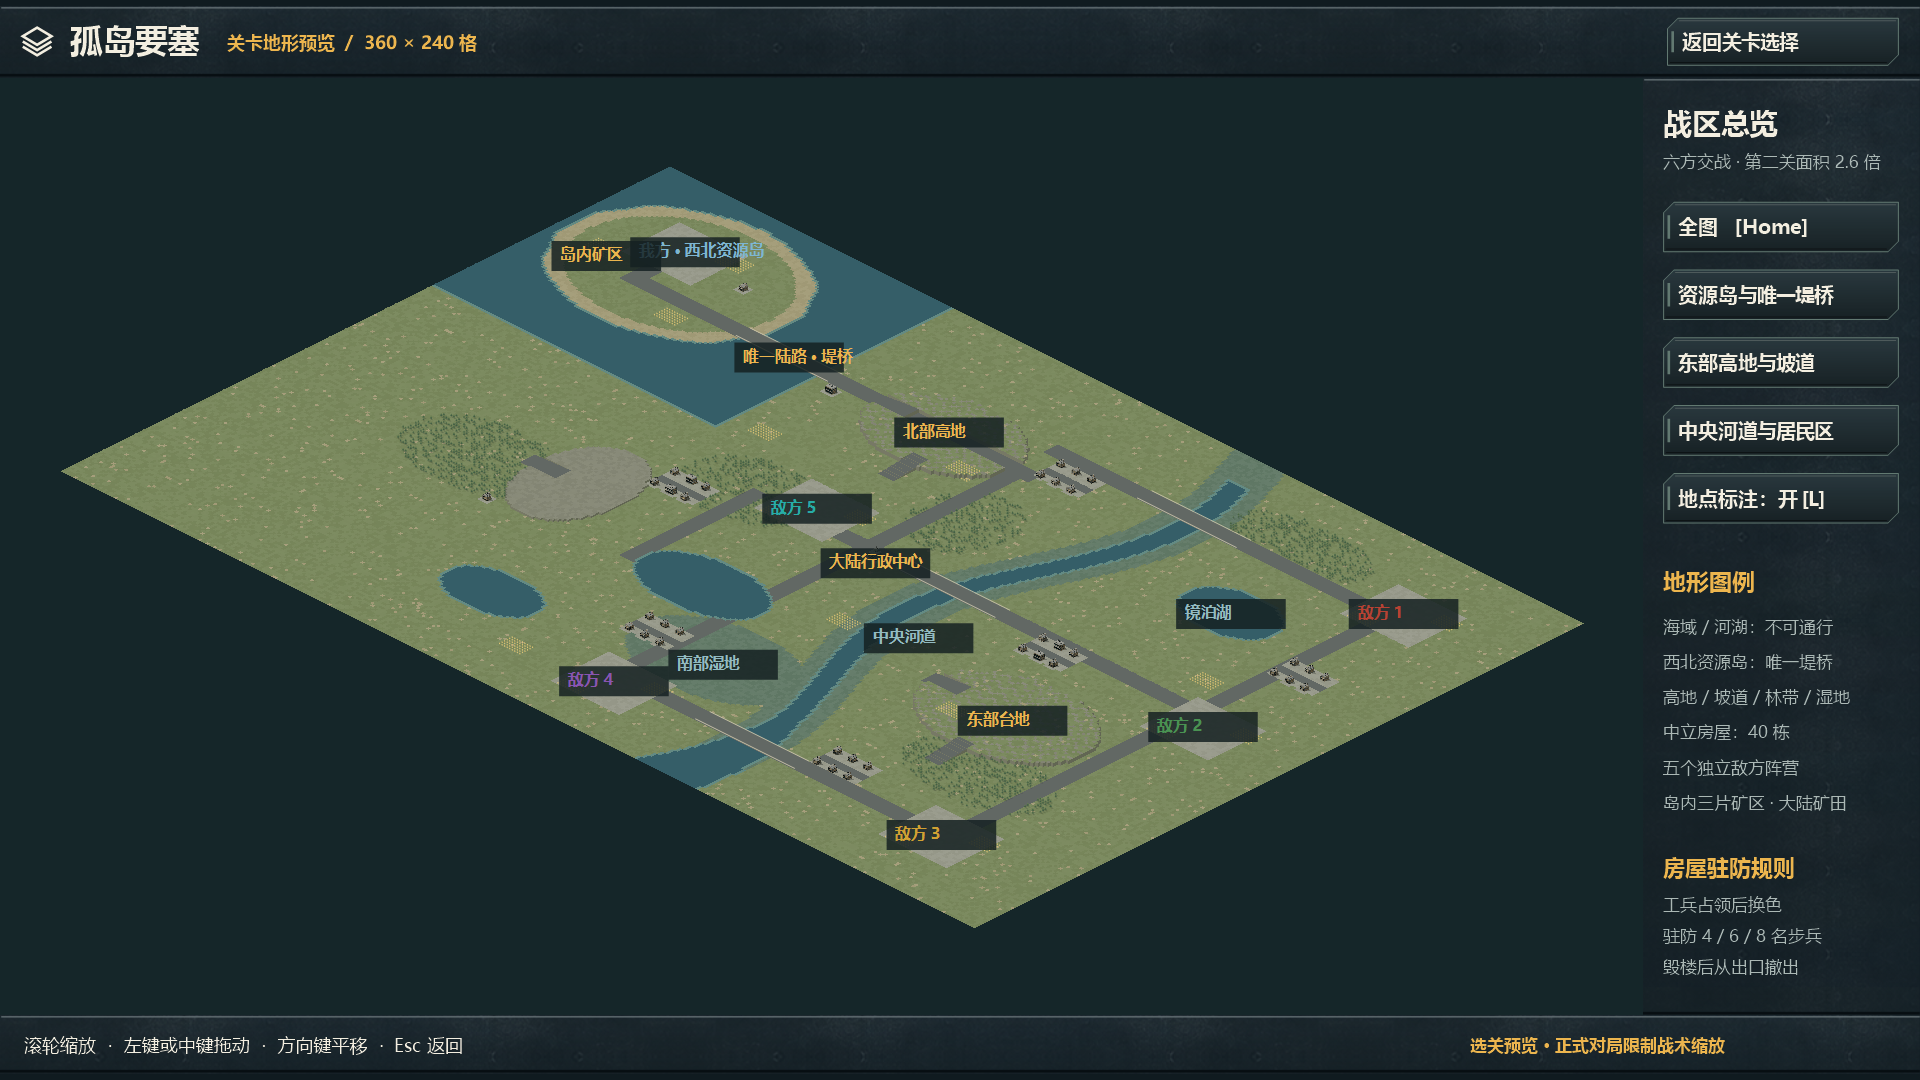 孤岛要塞
关卡地形预览 / 360 × 240 格
返回关卡选择
战区总览
六方交战 · 第二关面积 2.6 倍
全图 [Home]
资源岛与唯一堤桥
东部高地与坡道
中央河道与居民区
地点标注：开 [L]
地形图例
海域 / 河湖：不可通行
西北资源岛：唯一堤桥
高地 / 坡道 / 林带 / 湿地
中立房屋：40 栋
五个独立敌方阵营
岛内三片矿区 · 大陆矿田
房屋驻防规则
工兵占领后换色
驻防 4 / 6 / 8 名步兵
毁楼后从出口撤出
岛内矿区
我方 • 西北资源岛
唯一陆路 • 堤桥
北部高地
敌方 5
大陆行政中心
镜泊湖
敌方 1
中央河道
南部湿地
敌方 4
东部台地
敌方 2
敌方 3
滚轮缩放 · 左键或中键拖动 · 方向键平移 · Esc 返回
选关预览 • 正式对局限制战术缩放